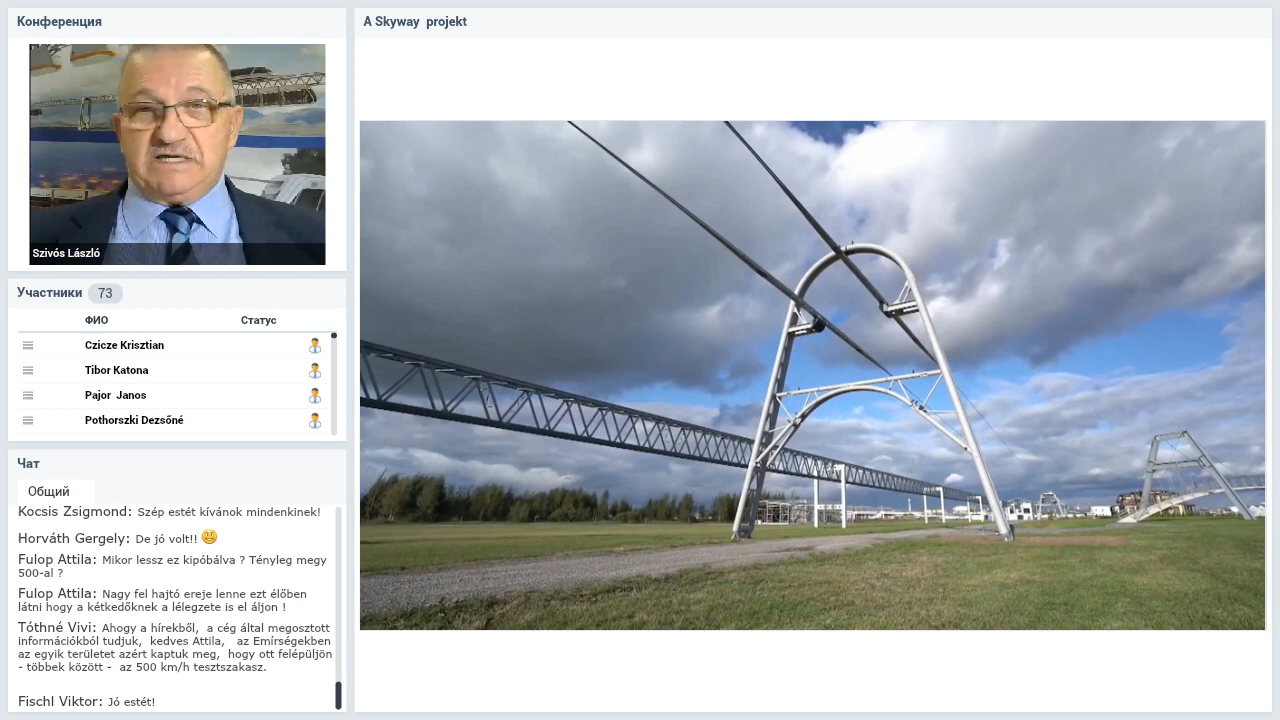 Конференция
Szivós László
Участники 73
ФИО Статус
Czicze Krisztian
Tibor Katona
Pajor Janos
Pothorszki Dezsőné
Чат
Общий
Kocsis Zsigmond: Szép estét kívánok mindenkinek!
Horváth Gergely: De jó volt!!
Fulop Attila: Mikor lessz ez kipóbálva ? Tényleg megy
500-al ?
Fulop Attila: Nagy fel hajtó ereje lenne ezt élőben
látni hogy a kétkedőknek a lélegzete is el áljon !
Tóthné Vivi: Ahogy a hírekből, a cég által megosztott
információkból tudjuk, kedves Attila, az Emírségekben
az egyik területet azért kaptuk meg, hogy ott felépüljön
- többek között - az 500 km/h tesztszakasz.
Fischl Viktor: Jó estét!
A Skyway projekt